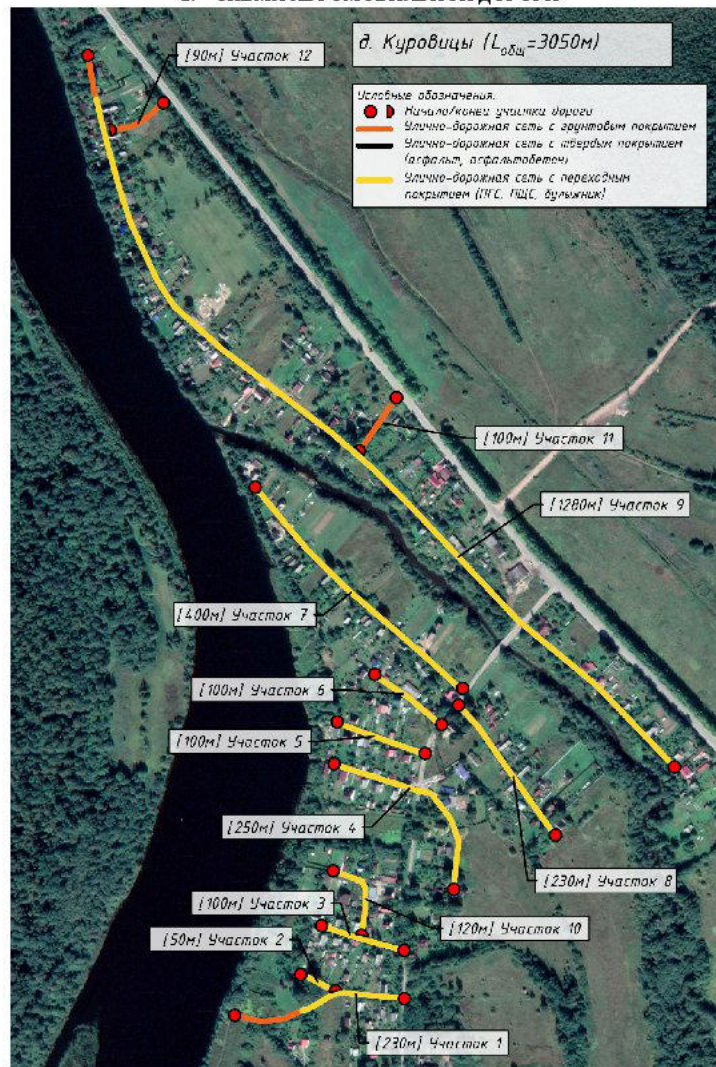 [90м] Участок 12
д. Куровицы (Lобщ=3050м)
Условные обозначения:
Начало/конец участка дороги
Улично-дорожная сеть с грунтовым покрытием
Улично-дорожная сеть с твердым покрытием
(асфальт, асфальтобетон)
Улично-дорожная сеть с переходным
покрытием (ПГС, ПЩС, булыжник)
[100м] Участок 11
[1280м] Участок 9
[400м] Участок 7
[100м] Участок 6
[100м] Участок 5
[250м] Участок 4
[230м] Участок 8
[100м] Участок 3
[120м] Участок 10
[50м] Участок 2
[230м] Участок 1